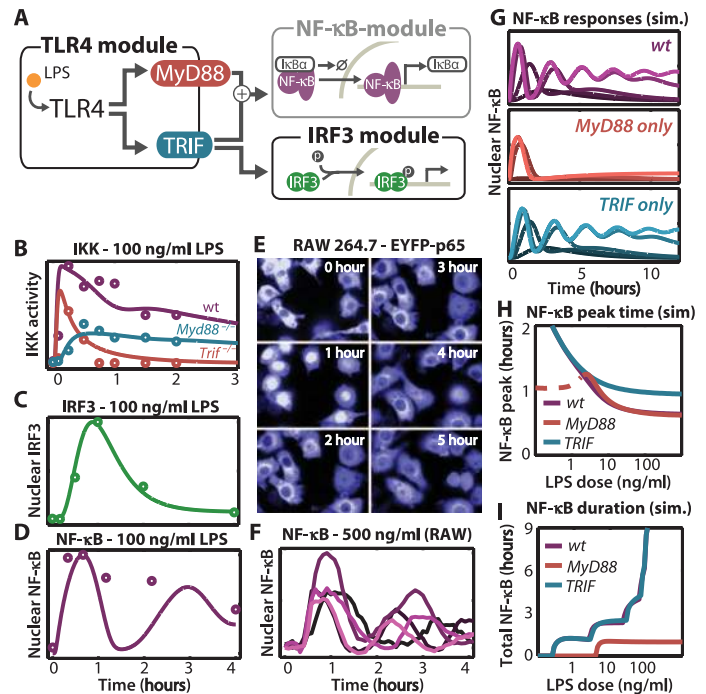 A
TLR4 module
LPS
TLR4
MyD88
TRIF
+
NF-κB-module
IκBα
Ø
IκBα
NF-κB
NF-κB
IRF3 module
P
IRF3
IRF3
P
B
IKK - 100 ng/ml LPS
IKK activity
wt
Myd88 -/-
Trif -/-
0 1 2 3
C
IRF3 - 100 ng/ml LPS
Nuclear IRF3
D
NF-κB - 100 ng/ml LPS
Nuclear NF-κB
0 1 2 3 4
Time (hours)
E
RAW 264.7 - EYFP-p65
0 hour
3 hour
1 hour
4 hour
2 hour
5 hour
F
NF-κB - 500 ng/ml (RAW)
Nuclear NF-κB
0 1 2 3 4
Time (hours)
G
NF-κB responses (sim.)
Nuclear NF-κB
wt
MyD88 only
TRIF only
0 5 10
Time (hours)
H
NF-κB peak time (sim)
NF-κB peak (hours)
2
1
0
wt
MyD88
TRIF
1 10 100
LPS dose (ng/ml)
I
NF-κB duration (sim.)
Total NF-κB (hours)
9
6
3
0
wt
MyD88
TRIF
1 10 100
LPS dose (ng/ml)